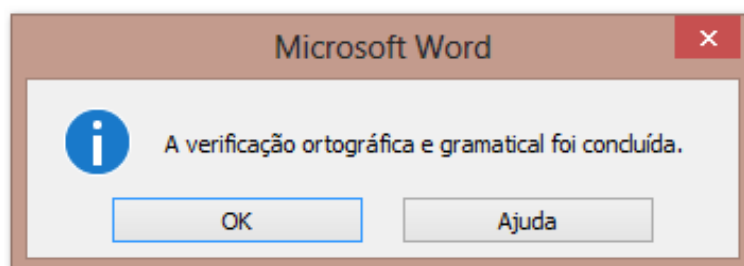 Microsoft Word
A verificação ortográfica e gramatical foi concluída.
OK
Ajuda